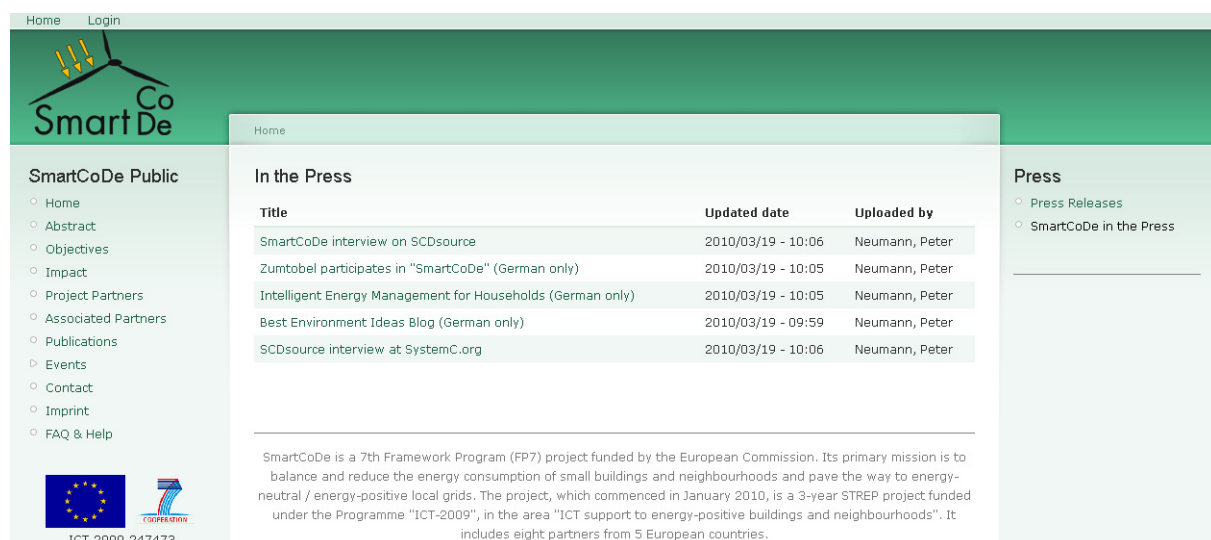 Home Login
Smart Co De
Home
SmartCoDe Public
Home
Abstract
Objectives
Impact
Project Partners
Associated Partners
Publications
Events
Contact
Imprint
FAQ & Help
7
COOPERATION
ICT-2009-247473
In the Press
Title Updated date Uploaded by
SmartCoDe interview on SCDsource 2010/03/19 - 10:06 Neumann, Peter
Zumtobel participates in "SmartCoDe" (German only) 2010/03/19 - 10:05 Neumann, Peter
Intelligent Energy Management for Households (German only) 2010/03/19 - 10:05 Neumann, Peter
Best Environment Ideas Blog (German only) 2010/03/19 - 09:59 Neumann, Peter
SCDsource interview at SystemC.org 2010/03/19 - 10:06 Neumann, Peter
SmartCoDe is a 7th Framework Program (FP7) project funded by the European Commission. Its primary mission is to
balance and reduce the energy consumption of small buildings and neighbourhoods and pave the way to energy-
neutral / energy-positive local grids. The project, which commenced in January 2010, is a 3-year STREP project funded
under the Programme "ICT-2009", in the area "ICT support to energy-positive buildings and neighbourhoods". It
includes eight partners from 5 European countries.
Press
Press Releases
SmartCoDe in the Press